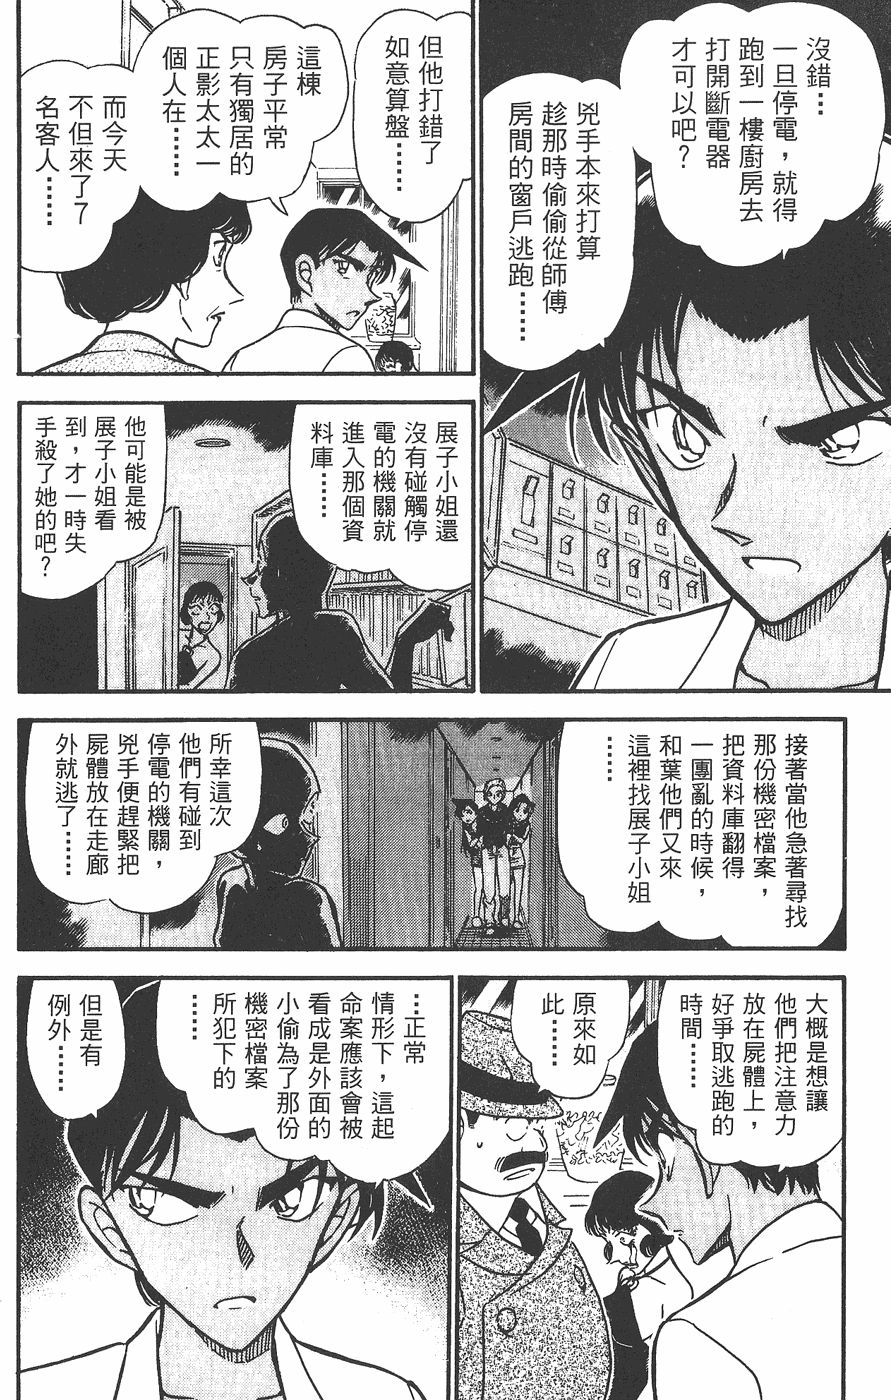 沒錯…
一旦停電，就得
跑到一樓廚房去
打開斷電器
才可以吧？
兇手本來打算
趁那時偷偷從師傅
房間的窗戶逃跑……
但他打錯了
如意算盤……
這棟
房子平常
只有獨居的
正影太太一
個人在……
而今天
不但來了7
名客人……
展子小姐還
沒有碰觸停
電的機關就
進入那個資
料庫……
他可能是被
展子小姐看
到，才一時失
手殺了她的吧？
接著當他急著尋找
那份機密檔案，
把資料庫翻得
一團亂的時候，
和葉他們又來
這裡找展子小姐
……
所幸這次
他們有碰到
停電的機關，
兇手便趕緊把
屍體放在走廊
外就逃了……
大概是想讓
他們把注意力
放在屍體上，
好爭取逃跑的
時間……
原來如
此……
…正常
情形下，這起
命案應該會被
看成是外面的
小偷為了那份
機密檔案
所犯下的
……
但是有
例外……